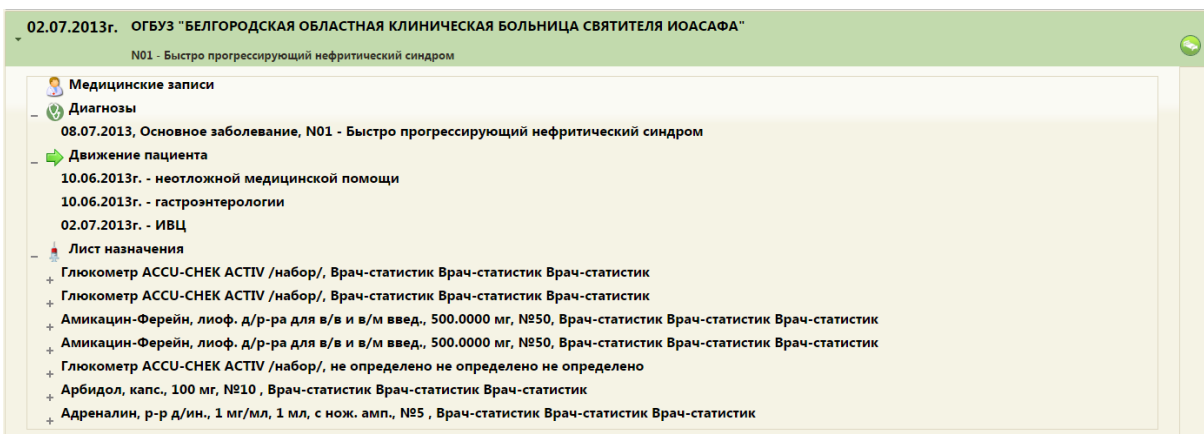 02.07.2013г. ОГБУЗ "БЕЛГОРОДСКАЯ ОБЛАСТНАЯ КЛИНИЧЕСКАЯ БОЛЬНИЦА СВЯТИТЕЛЯ ИОАСАФА"
N01 - Быстро прогрессирующий нефритический синдром
Медицинские записи
Диагнозы
08.07.2013, Основное заболевание, N01 - Быстро прогрессирующий нефритический синдром
Движение пациента
10.06.2013г. - неотложной медицинской помощи
10.06.2013г. - гастроэнтерологии
02.07.2013г. - ИВЦ
Лист назначения
Глюкометр ACCU-CHEK ACTIV /набор/, Врач-статистик Врач-статистик Врач-статистик
Глюкометр ACCU-CHEK ACTIV /набор/, Врач-статистик Врач-статистик Врач-статистик
Амикацин-Ферейн, лиоф. д/р-ра для в/в и в/м введ., 500.0000 мг, №50, Врач-статистик Врач-статистик Врач-статистик
Амикацин-Ферейн, лиоф. д/р-ра для в/в и в/м введ., 500.0000 мг, №50, Врач-статистик Врач-статистик Врач-статистик
Глюкометр ACCU-CHEK ACTIV /набор/, не определено не определено не определено
Арбидол, капс., 100 мг, №10 , Врач-статистик Врач-статистик Врач-статистик
Адреналин, р-р д/ин., 1 мг/мл, 1 мл, с нож. амп., №5 , Врач-статистик Врач-статистик Врач-статистик